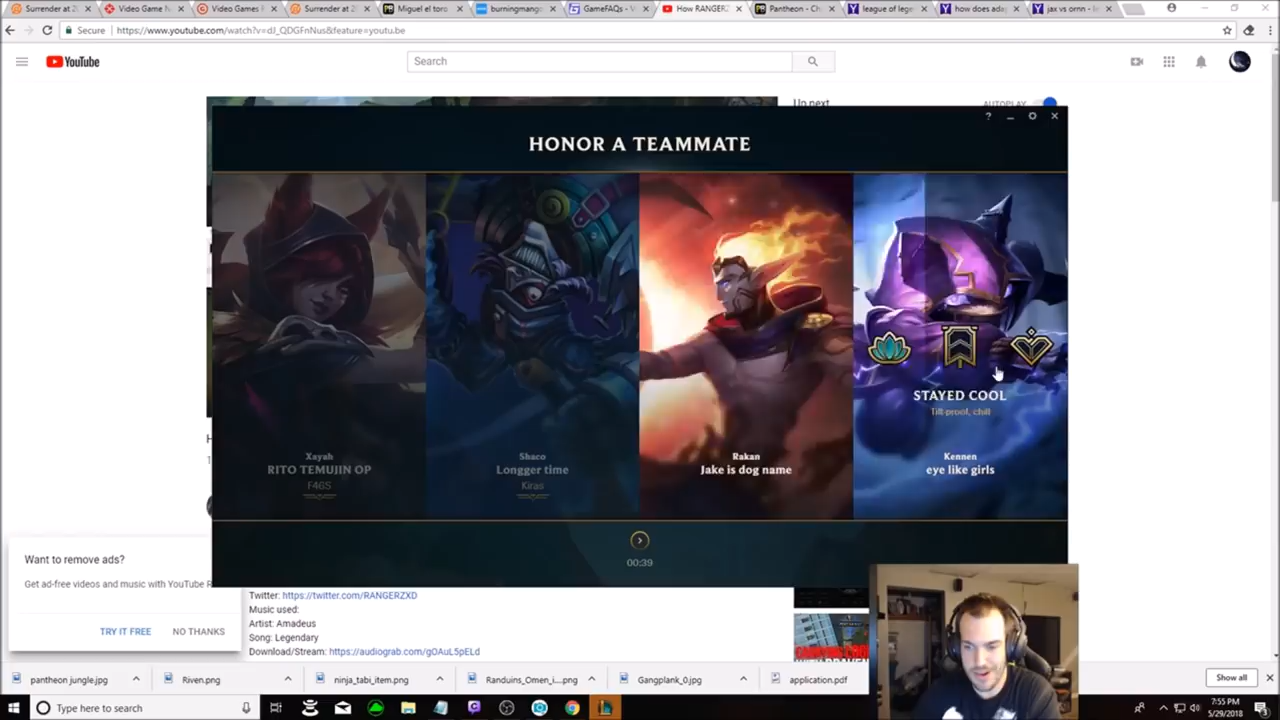 Surrender at 2
Video Game N
Video Games F
Surrender at 2
Miguel el toro
burningmango
GameFAQs - V
How RANGERZ
Pantheon - Ch
league of lege
how does ada
jax vs ornn - l
Secure
https://www.youtube.com/watch?v=dJ_QDGFnNus&feature=youtu.be
YouTube
Search
Up next
AUTOPLAY
HONOR A TEAMMATE
STAYED COOL
Tilt-proof, chill
Xayah
RITO TEMUJIN OP
F4GS
Shaco
Longger time
Kiras
Rakan
Jake is dog name
Kennen
eye like girls
00:39
Want to remove ads?
Get ad-free videos and music with YouTube R
TRY IT FREE
NO THANKS
Twitter: https://twitter.com/RANGERZXD
Music used:
Artist: Amadeus
Song: Legendary
Download/Stream: https://audiograb.com/gOAuL5pELd
pantheon jungle.jpg
Riven.png
ninja_tabi_item.png
Randuins_Omen_i....png
Gangplank_0.jpg
application.pdf
Show all
Type here to search
7:55 PM
5/29/2018